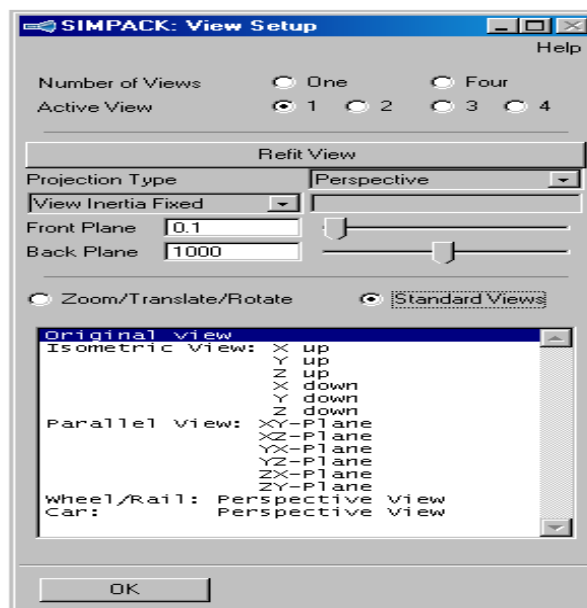 SIMPACK: View Setup
Help
Number of Views One Four
Active View 1 2 3 4
Refit View
Projection Type Perspective
View Inertia Fixed
Front Plane 0.1
Back Plane 1000
Zoom/Translate/Rotate Standard Views
Original view
Isometric View: X up
Y up
Z up
X down
Y down
Z down
Parallel View: XY-Plane
XZ-Plane
YX-Plane
YZ-Plane
ZX-Plane
ZY-Plane
Wheel/Rail: Perspective View
Car: Perspective View
OK